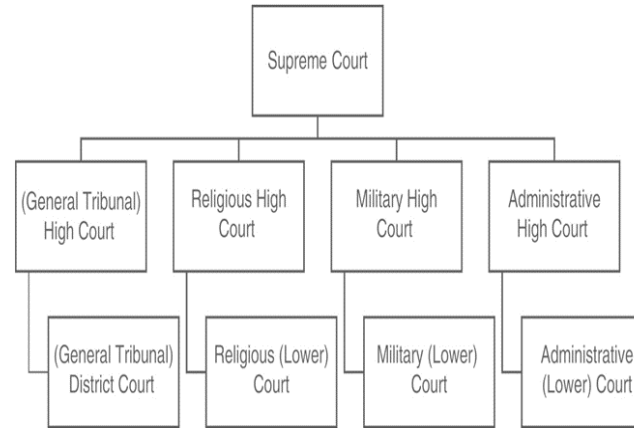 Supreme Court
(General Tribunal)
High Court
Religious High
Court
Military High
Court
Administrative
High Court
(General Tribunal)
District Court
Religious (Lower)
Court
Military (Lower)
Court
Administrative
(Lower) Court